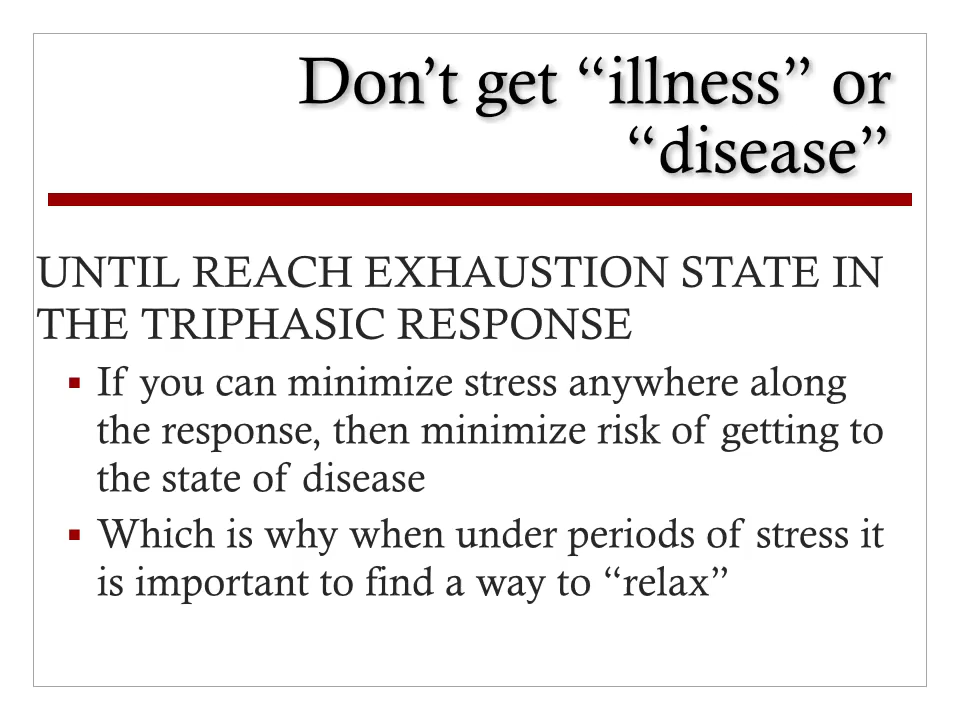 Don’t get “illness” or
“disease”
UNTIL REACH EXHAUSTION STATE IN
THE TRIPHASIC RESPONSE
▪ If you can minimize stress anywhere along
the response, then minimize risk of getting to
the state of disease
▪ Which is why when under periods of stress it
is important to find a way to “relax”